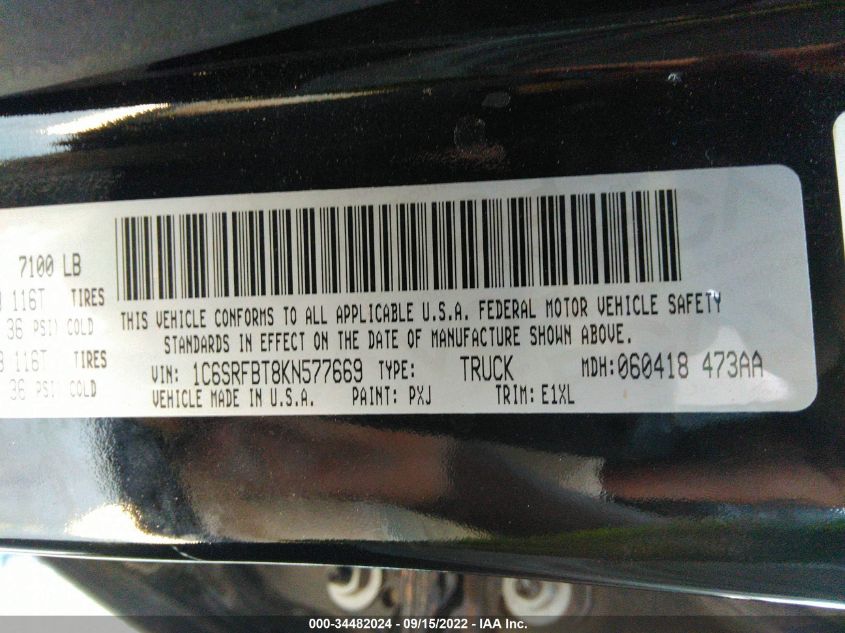 7100 LB
116T TIRES
36 PSI COLD
116T TIRES
36 PSI COLD
THIS VEHICLE CONFORMS TO ALL APPLICABLE U.S.A. FEDERAL MOTOR VEHICLE SAFETY
STANDARDS IN EFFECT ON THE DATE OF MANUFACTURE SHOWN ABOVE.
VIN: 1C6SRFBT8KN577669 TYPE: TRUCK MDH:060418 473AA
VEHICLE MADE IN U.S.A. PAINT: PXJ TRIM: E1XL
000-34482024 - 09/15/2022 - IAA Inc.